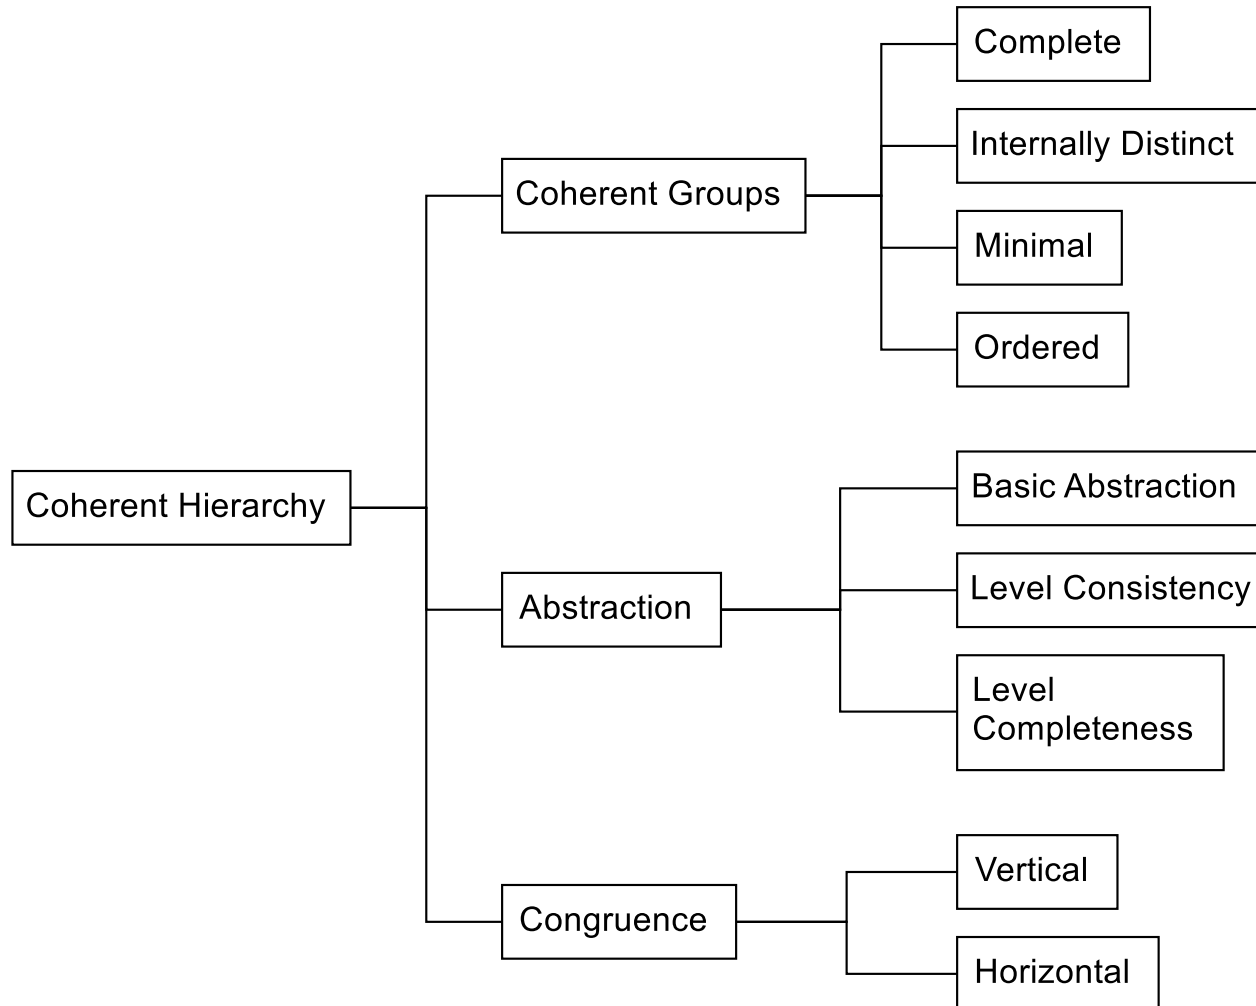 Complete
Internally Distinct
Coherent Groups
Minimal
Ordered
Coherent Hierarchy
Basic Abstraction
Level Consistency
Abstraction
Level
Completeness
Vertical
Congruence
Horizontal